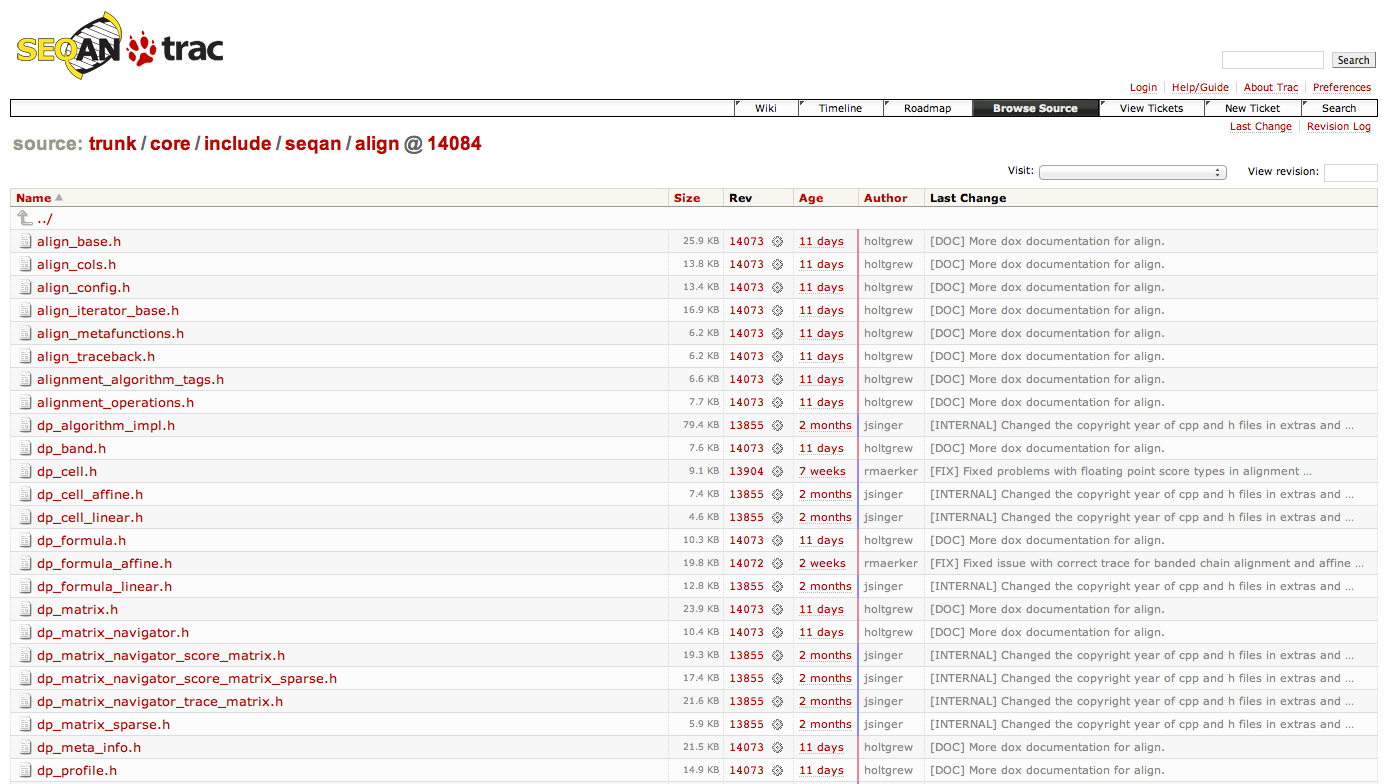 SEQAN trac
Search
Login Help/Guide About Trac Preferences
Wiki Timeline Roadmap Browse Source View Tickets New Ticket Search
Last Change Revision Log
source: trunk / core / include / seqan / align @ 14084
Visit: View revision:
Name Size Rev Age Author Last Change
../
align_base.h 25.9 KB 14073 11 days holtgrew [DOC] More dox documentation for align.
align_cols.h 13.8 KB 14073 11 days holtgrew [DOC] More dox documentation for align.
align_config.h 13.4 KB 14073 11 days holtgrew [DOC] More dox documentation for align.
align_iterator_base.h 16.9 KB 14073 11 days holtgrew [DOC] More dox documentation for align.
align_metafunctions.h 6.2 KB 14073 11 days holtgrew [DOC] More dox documentation for align.
align_traceback.h 6.2 KB 14073 11 days holtgrew [DOC] More dox documentation for align.
alignment_algorithm_tags.h 6.6 KB 14073 11 days holtgrew [DOC] More dox documentation for align.
alignment_operations.h 7.7 KB 14073 11 days holtgrew [DOC] More dox documentation for align.
dp_algorithm_impl.h 79.4 KB 13855 2 months jsinger [INTERNAL] Changed the copyright year of cpp and h files in extras and ...
dp_band.h 7.6 KB 14073 11 days holtgrew [DOC] More dox documentation for align.
dp_cell.h 9.1 KB 13904 7 weeks rmaerker [FIX] Fixed problems with floating point score types in alignment ...
dp_cell_affine.h 7.4 KB 13855 2 months jsinger [INTERNAL] Changed the copyright year of cpp and h files in extras and ...
dp_cell_linear.h 4.6 KB 13855 2 months jsinger [INTERNAL] Changed the copyright year of cpp and h files in extras and ...
dp_formula.h 10.3 KB 14073 11 days holtgrew [DOC] More dox documentation for align.
dp_formula_affine.h 19.8 KB 14072 2 weeks rmaerker [FIX] Fixed issue with correct trace for banded chain alignment and affine ...
dp_formula_linear.h 12.8 KB 13855 2 months jsinger [INTERNAL] Changed the copyright year of cpp and h files in extras and ...
dp_matrix.h 23.9 KB 14073 11 days holtgrew [DOC] More dox documentation for align.
dp_matrix_navigator.h 10.4 KB 14073 11 days holtgrew [DOC] More dox documentation for align.
dp_matrix_navigator_score_matrix.h 19.3 KB 13855 2 months jsinger [INTERNAL] Changed the copyright year of cpp and h files in extras and ...
dp_matrix_navigator_score_matrix_sparse.h 17.4 KB 13855 2 months jsinger [INTERNAL] Changed the copyright year of cpp and h files in extras and ...
dp_matrix_navigator_trace_matrix.h 21.6 KB 13855 2 months jsinger [INTERNAL] Changed the copyright year of cpp and h files in extras and ...
dp_matrix_sparse.h 5.9 KB 13855 2 months jsinger [INTERNAL] Changed the copyright year of cpp and h files in extras and ...
dp_meta_info.h 21.5 KB 14073 11 days holtgrew [DOC] More dox documentation for align.
dp_profile.h 14.9 KB 14073 11 days holtgrew [DOC] More dox documentation for align.